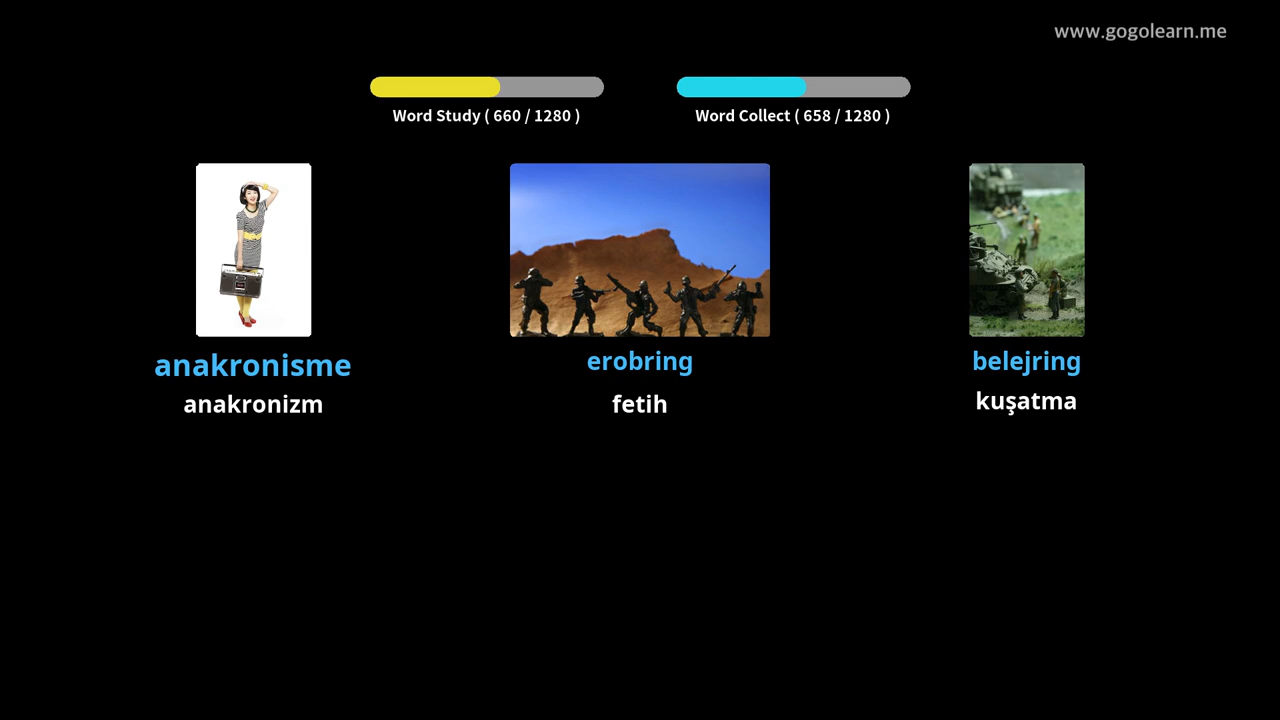 www.gogolearn.me
Word Study ( 660 / 1280 )
Word Collect ( 658 / 1280 )
anakronisme
anakronizm
erobring
fetih
belejring
kuşatma